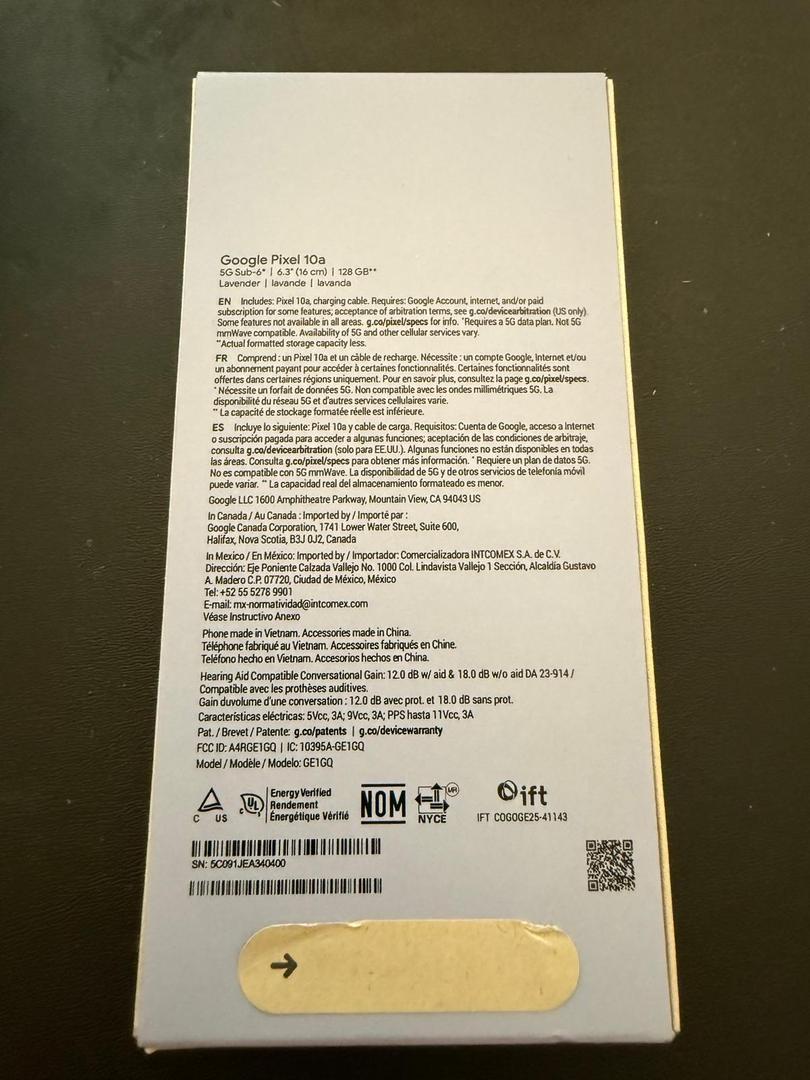 Google Pixel 10a
5G Sub-6* | 6.3" (16 cm) | 128 GB**
Lavender | lavande | lavanda
EN Includes: Pixel 10a, charging cable. Requires: Google Account, internet, and/or paid
subscription for some features; acceptance of arbitration terms, see g.co/devicearbitration (US only).
Some features not available in all areas. g.co/pixel/specs for info. *Requires a 5G data plan. Not 5G
mmWave compatible. Availability of 5G and other cellular services vary.
**Actual formatted storage capacity less.
FR Comprend : un Pixel 10a et un câble de recharge. Nécessite : un compte Google, Internet et/ou
un abonnement payant pour accéder à certaines fonctionnalités. Certaines fonctionnalités sont
offertes dans certaines régions uniquement. Pour en savoir plus, consultez la page g.co/pixel/specs.
* Nécessite un forfait de données 5G. Non compatible avec les ondes millimétriques 5G. La
disponibilité du réseau 5G et d'autres services cellulaires varie.
** La capacité de stockage formatée réelle est inférieure.
ES Incluye lo siguiente: Pixel 10a y cable de carga. Requisitos: Cuenta de Google, acceso a Internet
o suscripción pagada para acceder a algunas funciones; aceptación de las condiciones de arbitraje,
consulta g.co/devicearbitration (solo para EE.UU.). Algunas funciones no están disponibles en todas
las áreas. Consulta g.co/pixel/specs para obtener más información. * Requiere un plan de datos 5G.
No es compatible con 5G mmWave. La disponibilidad de 5G y de otros servicios de telefonía móvil
puede variar. ** La capacidad real del almacenamiento formateado es menor.
Google LLC 1600 Amphitheatre Parkway, Mountain View, CA 94043 US
In Canada / Au Canada : Imported by / Importé par :
Google Canada Corporation, 1741 Lower Water Street, Suite 600,
Halifax, Nova Scotia, B3J 0J2, Canada
In Mexico / En México: Imported by / Importador: Comercializadora INTCOMEX S.A. de C.V.
Dirección: Eje Poniente Calzada Vallejo No. 1000 Col. Lindavista Vallejo 1 Sección, Alcaldía Gustavo
A. Madero C.P. 07720, Ciudad de México, México
Tel: +52 55 5278 9901
E-mail: mx-normatividad@intcomex.com
Véase Instructivo Anexo
Phone made in Vietnam. Accessories made in China.
Téléphone fabriqué au Vietnam. Accessoires fabriqués en Chine.
Teléfono hecho en Vietnam. Accesorios hechos en China.
Hearing Aid Compatible Conversational Gain: 12.0 dB w/ aid & 18.0 dB w/o aid DA 23-914 /
Compatible avec les prothèses auditives.
Gain duvolume d'une conversation : 12.0 dB avec prot. et 18.0 dB sans prot.
Características eléctricas: 5Vcc, 3A; 9Vcc, 3A; PPS hasta 11Vcc, 3A
Pat. / Brevet / Patente: g.co/patents | g.co/devicewarranty
FCC ID: A4RGE1GQ | IC: 10395A-GE1GQ
Model / Modèle / Modelo: GE1GQ
C US
c UL Energy Verified
Rendement
Énergétique Vérifié
NOM
MR
NYCE
ift
IFT COGOGE25-41143
SN: 5C091JEA340400